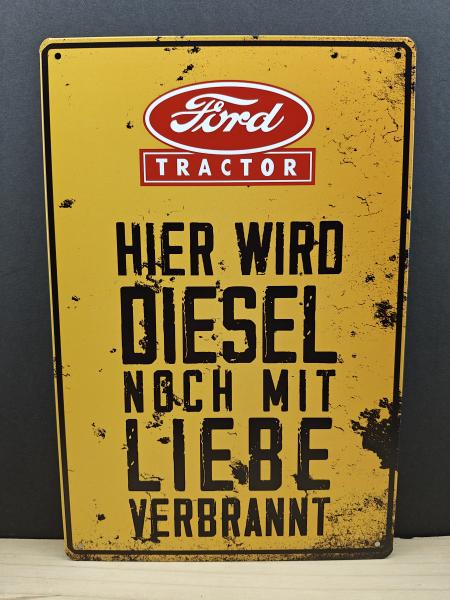 Ford
TRACTOR
HIER WIRD
DIESEL
NOCH MIT
LIEBE
VERBRANNT